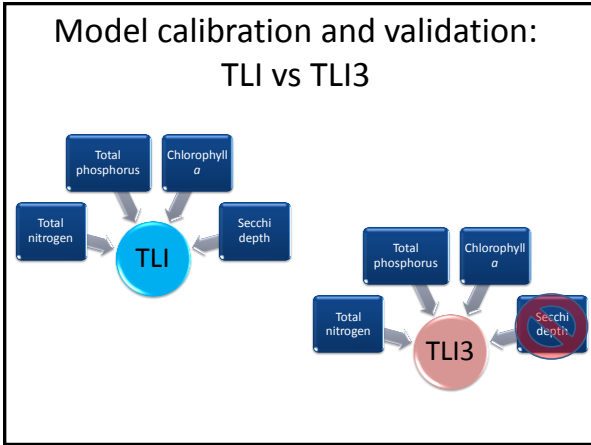 Model calibration and validation:
TLI vs TLI3
Total
phosphorus
Chlorophyll
a
Total
nitrogen
Secchi
depth
TLI
Total
phosphorus
Chlorophyll
a
Total
nitrogen
Secchi
depth
TLI3